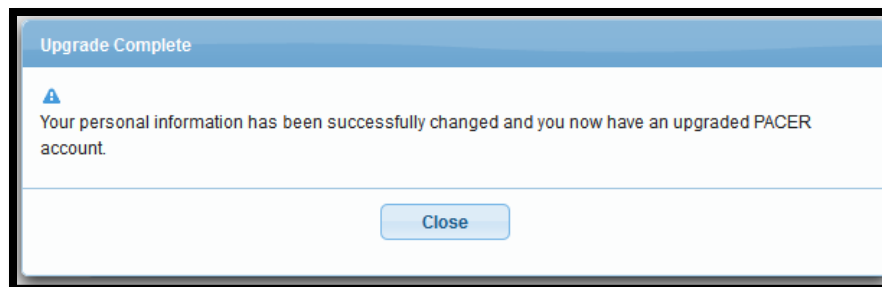 Upgrade Complete
Your personal information has been successfully changed and you now have an upgraded PACER
account.
Close